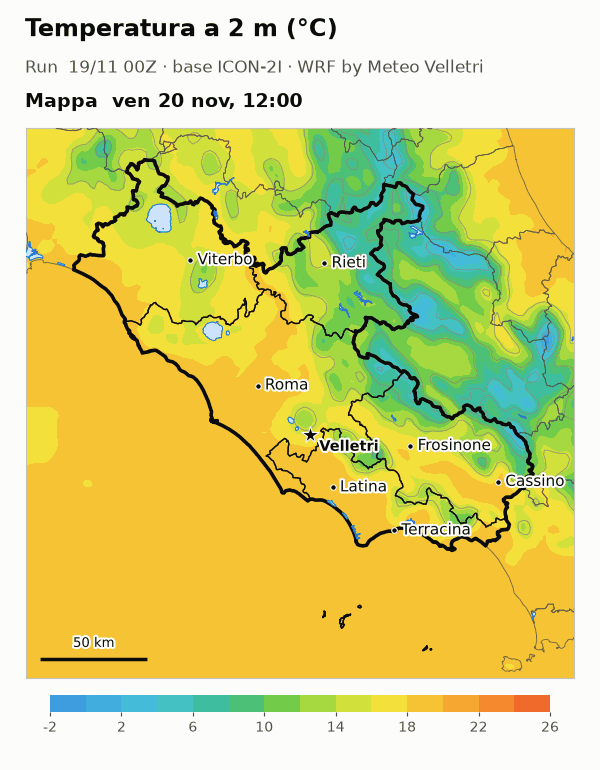 Temperatura a 2 m (°C)
Run  19/11 00Z · base ICON-2I · WRF by Meteo Velletri
Mappa  ven 20 nov, 12:00
Viterbo
Rieti
Roma
Velletri
Frosinone
Cassino
Latina
Terracina
50 km
-2 2 6 10 14 18 22 26